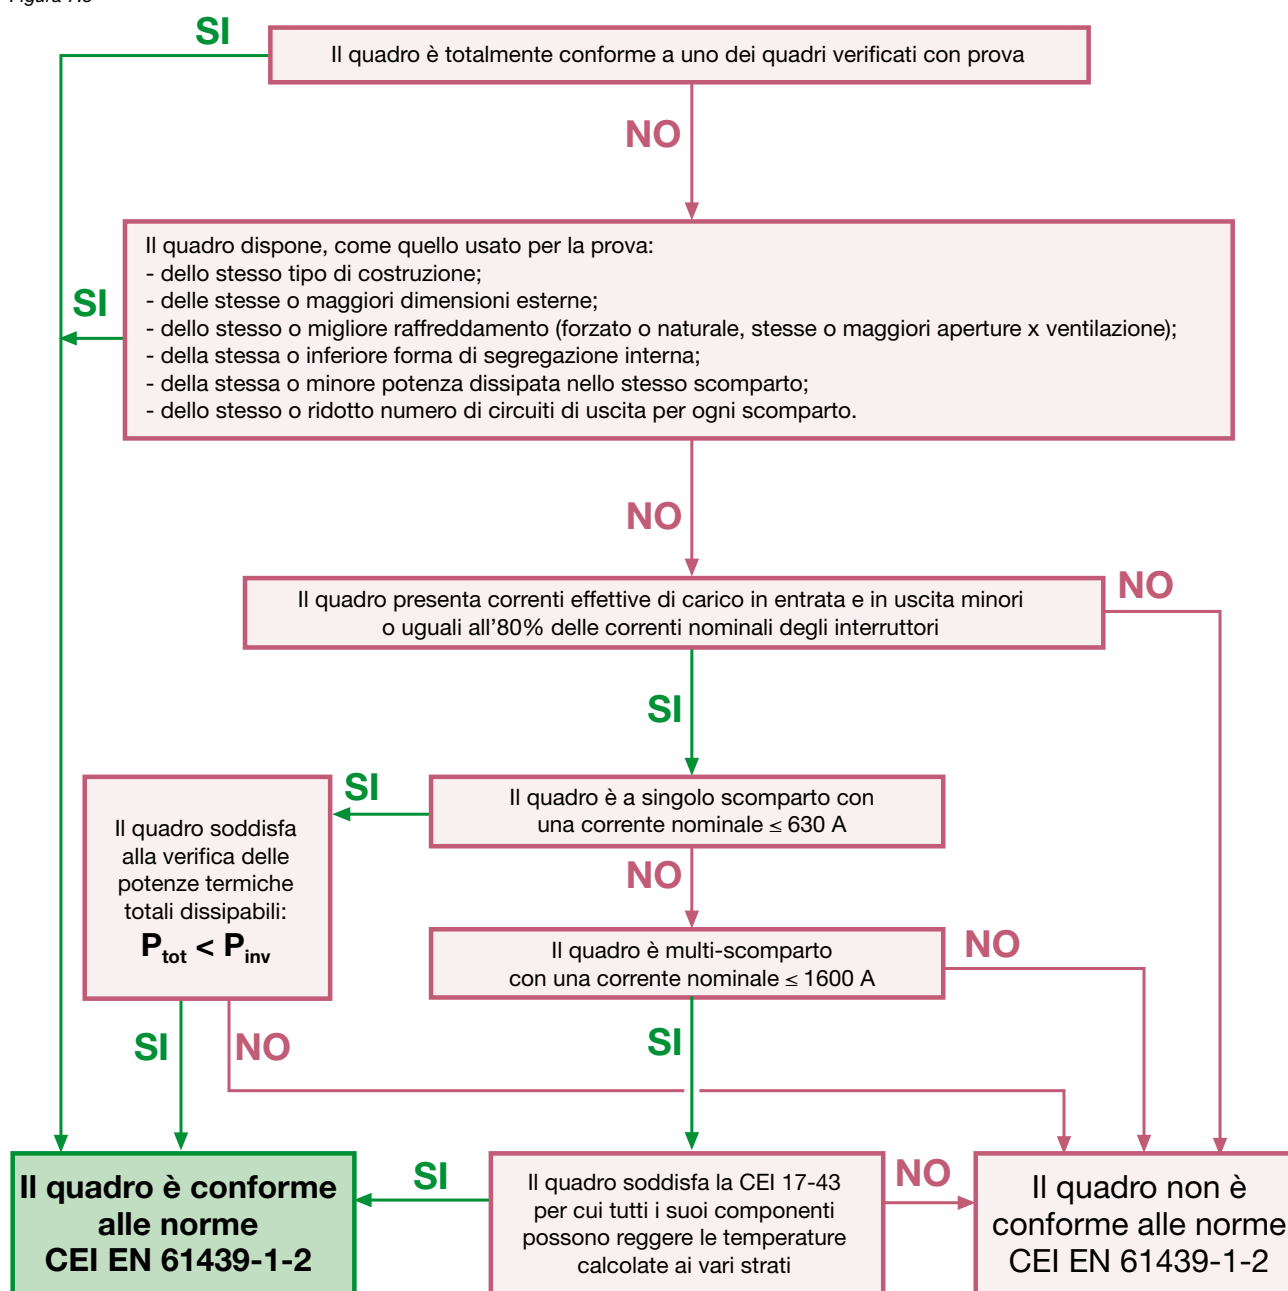 SI
Il quadro è totalmente conforme a uno dei quadri verificati con prova
NO
Il quadro dispone, come quello usato per la prova:
- dello stesso tipo di costruzione;
- delle stesse o maggiori dimensioni esterne;
- dello stesso o migliore raffreddamento (forzato o naturale, stesse o maggiori aperture x ventilazione);
- della stessa o inferiore forma di segregazione interna;
- della stessa o minore potenza dissipata nello stesso scomparto;
- dello stesso o ridotto numero di circuiti di uscita per ogni scomparto.
SI
NO
Il quadro presenta correnti effettive di carico in entrata e in uscita minori
o uguali all’80% delle correnti nominali degli interruttori
NO
SI
Il quadro è a singolo scomparto con
una corrente nominale ≤ 630 A
SI
Il quadro soddisfa
alla verifica delle
potenze termiche
totali dissipabili:
Ptot < Pinv
NO
Il quadro è multi-scomparto
con una corrente nominale ≤ 1600 A
NO
SI
NO
SI
Il quadro è conforme
alle norme
CEI EN 61439-1-2
SI
Il quadro soddisfa la CEI 17-43
per cui tutti i suoi componenti
possono reggere le temperature
calcolate ai vari strati
NO
Il quadro non è
conforme alle norme
CEI EN 61439-1-2